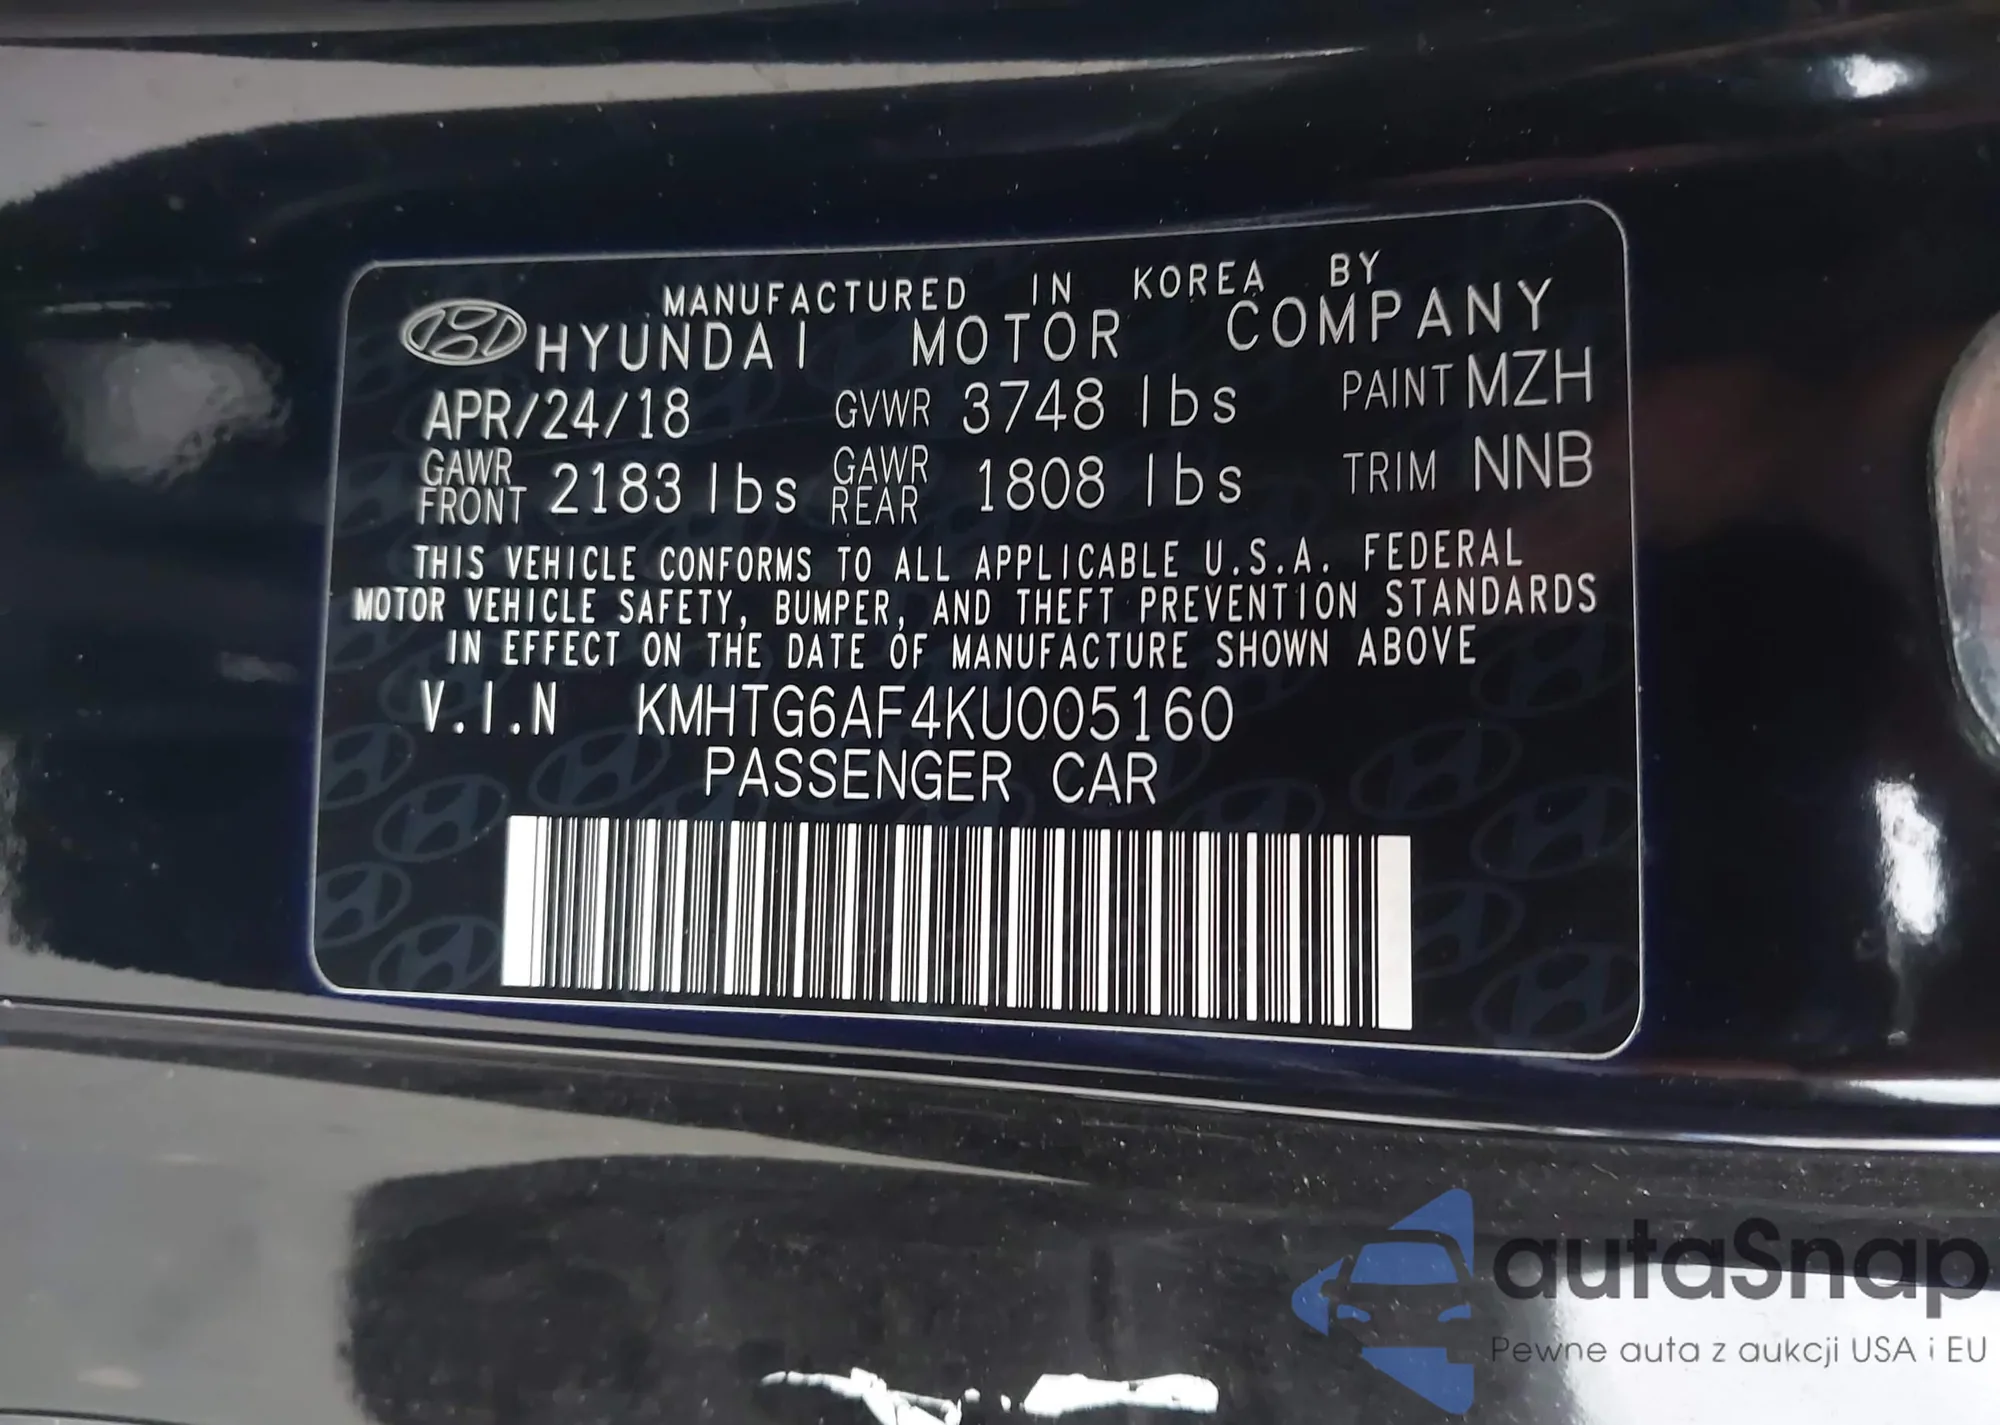 MANUFACTURED IN KOREA BY
HYUNDAI MOTOR COMPANY
APR/24/18 GVWR 3748 lbs PAINT MZH
GAWR FRONT 2183 lbs GAWR REAR 1808 lbs TRIM NNB
THIS VEHICLE CONFORMS TO ALL APPLICABLE U.S.A. FEDERAL
MOTOR VEHICLE SAFETY, BUMPER, AND THEFT PREVENTION STANDARDS
IN EFFECT ON THE DATE OF MANUFACTURE SHOWN ABOVE
V.I.N KMHTG6AF4KU005160
PASSENGER CAR
autaSnap
Pewne auta z aukcji USA i EU